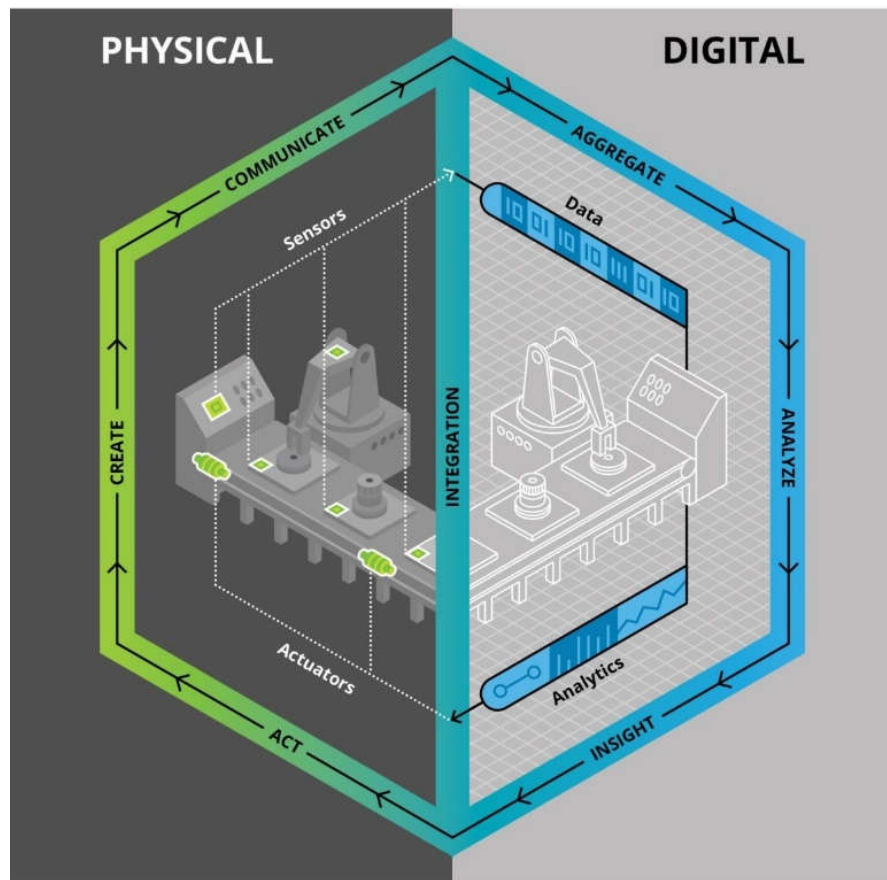 PHYSICAL
DIGITAL
COMMUNICATE
AGGREGATE
Sensors
Data
10 01 10 10 111 01 10
CREATE
INTEGRATION
ANALYZE
Actuators
Analytics
ACT
INSIGHT